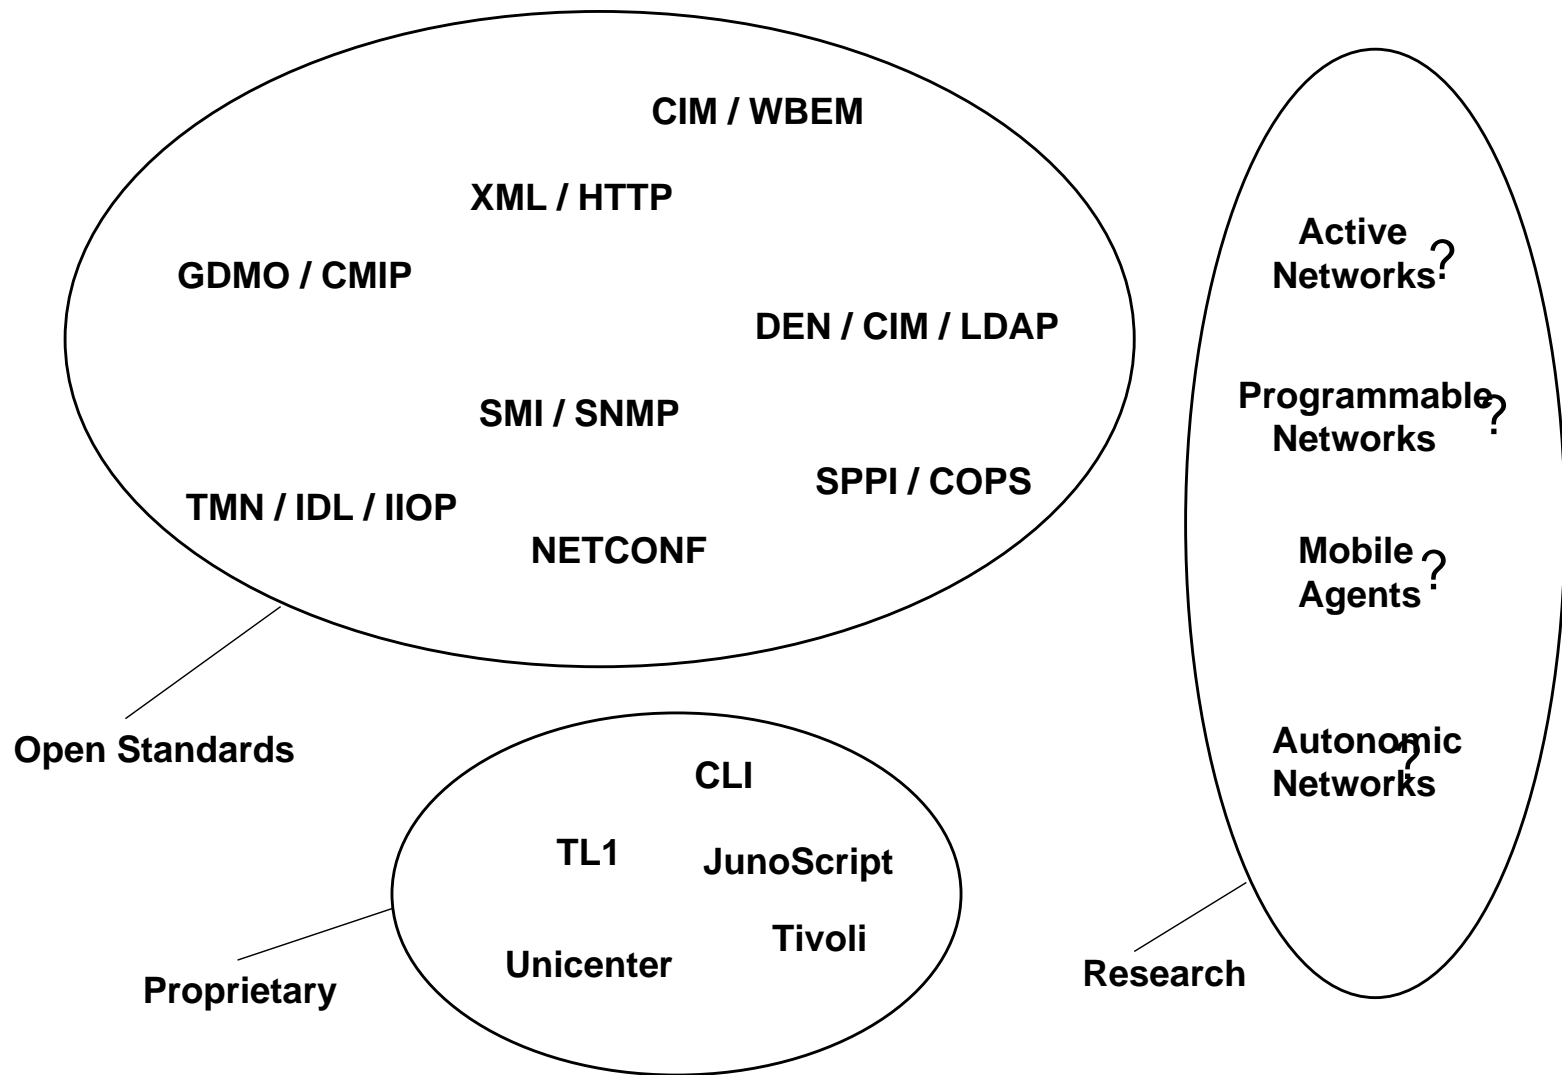 CIM / WBEM
XML / HTTP
GDMO / CMIP
DEN / CIM / LDAP
SMI / SNMP
SPPI / COPS
TMN / IDL / IIOP
NETCONF
Open Standards
CLI
TL1
JunoScript
Tivoli
Unicenter
Proprietary
Active
Networks?
Programmable?
Networks
Mobile
Agents?
Autonomic
Networks?
Research